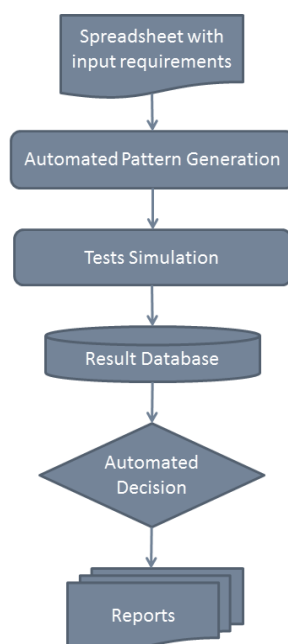 Spreadsheet with
input requirements
Automated Pattern Generation
Tests Simulation
Result Database
Automated
Decision
Reports